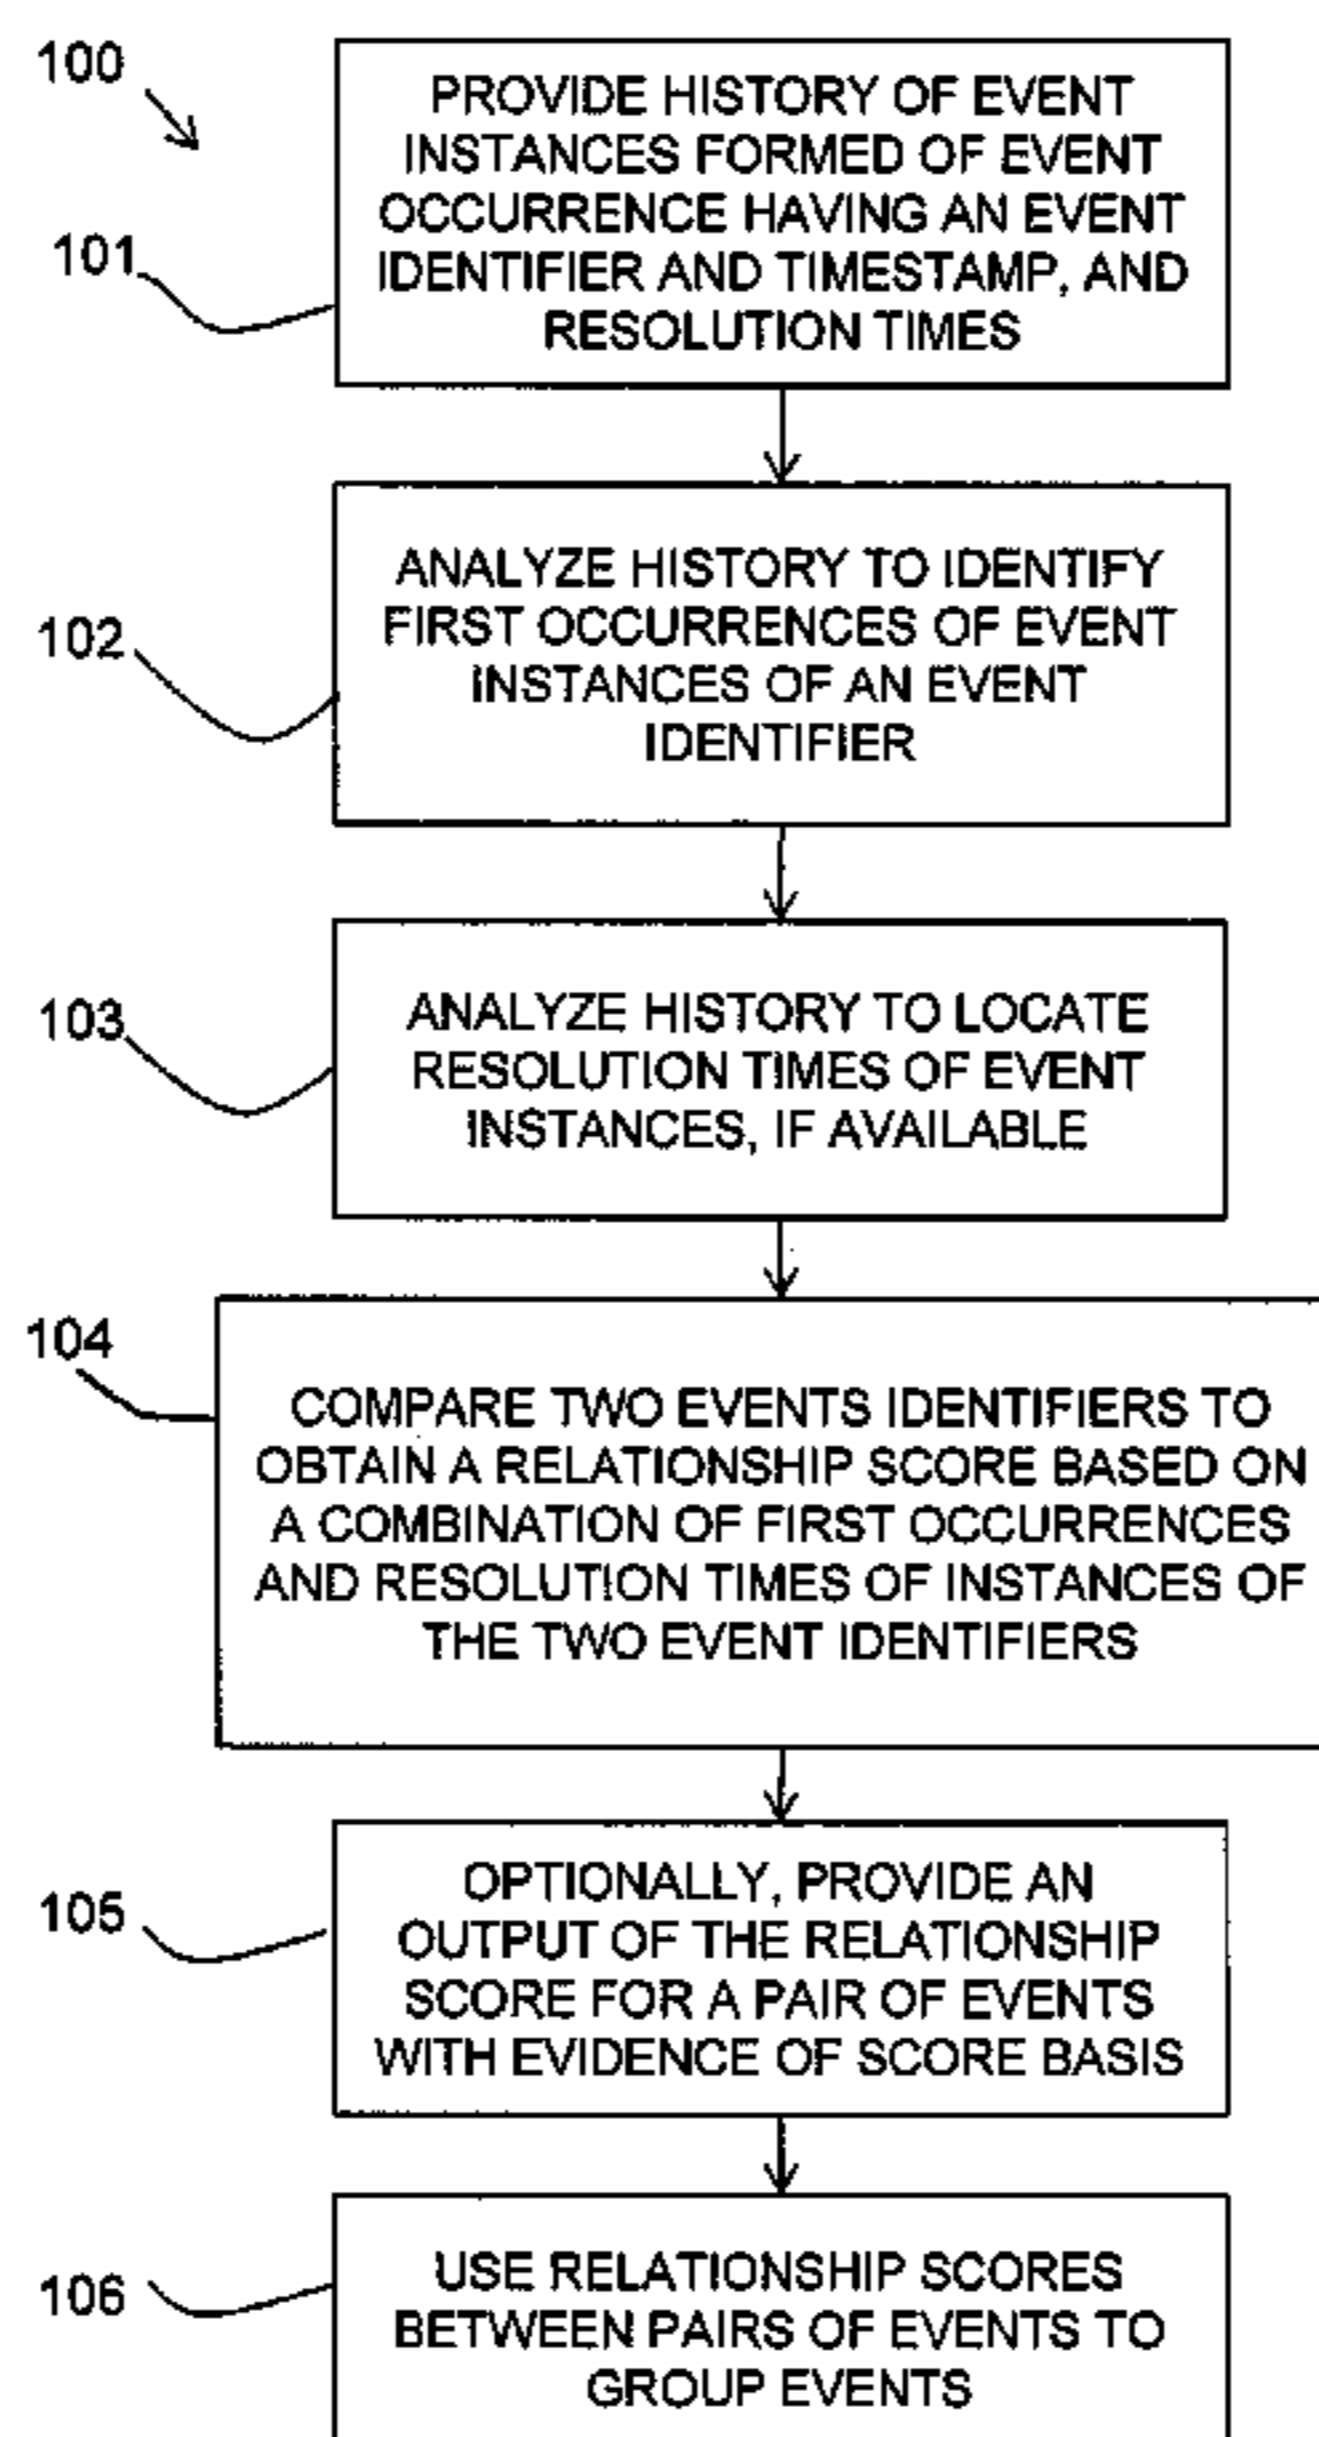 100
PROVIDE HISTORY OF EVENT
INSTANCES FORMED OF EVENT
OCCURRENCE HAVING AN EVENT
IDENTIFIER AND TIMESTAMP, AND
RESOLUTION TIMES
101
ANALYZE HISTORY TO IDENTIFY
FIRST OCCURRENCES OF EVENT
INSTANCES OF AN EVENT
IDENTIFIER
102
ANALYZE HISTORY TO LOCATE
RESOLUTION TIMES OF EVENT
INSTANCES, IF AVAILABLE
103
104
COMPARE TWO EVENTS IDENTIFIERS TO
OBTAIN A RELATIONSHIP SCORE BASED ON
A COMBINATION OF FIRST OCCURRENCES
AND RESOLUTION TIMES OF INSTANCES OF
THE TWO EVENT IDENTIFIERS
105
OPTIONALLY, PROVIDE AN
OUTPUT OF THE RELATIONSHIP
SCORE FOR A PAIR OF EVENTS
WITH EVIDENCE OF SCORE BASIS
106
USE RELATIONSHIP SCORES
BETWEEN PAIRS OF EVENTS TO
GROUP EVENTS